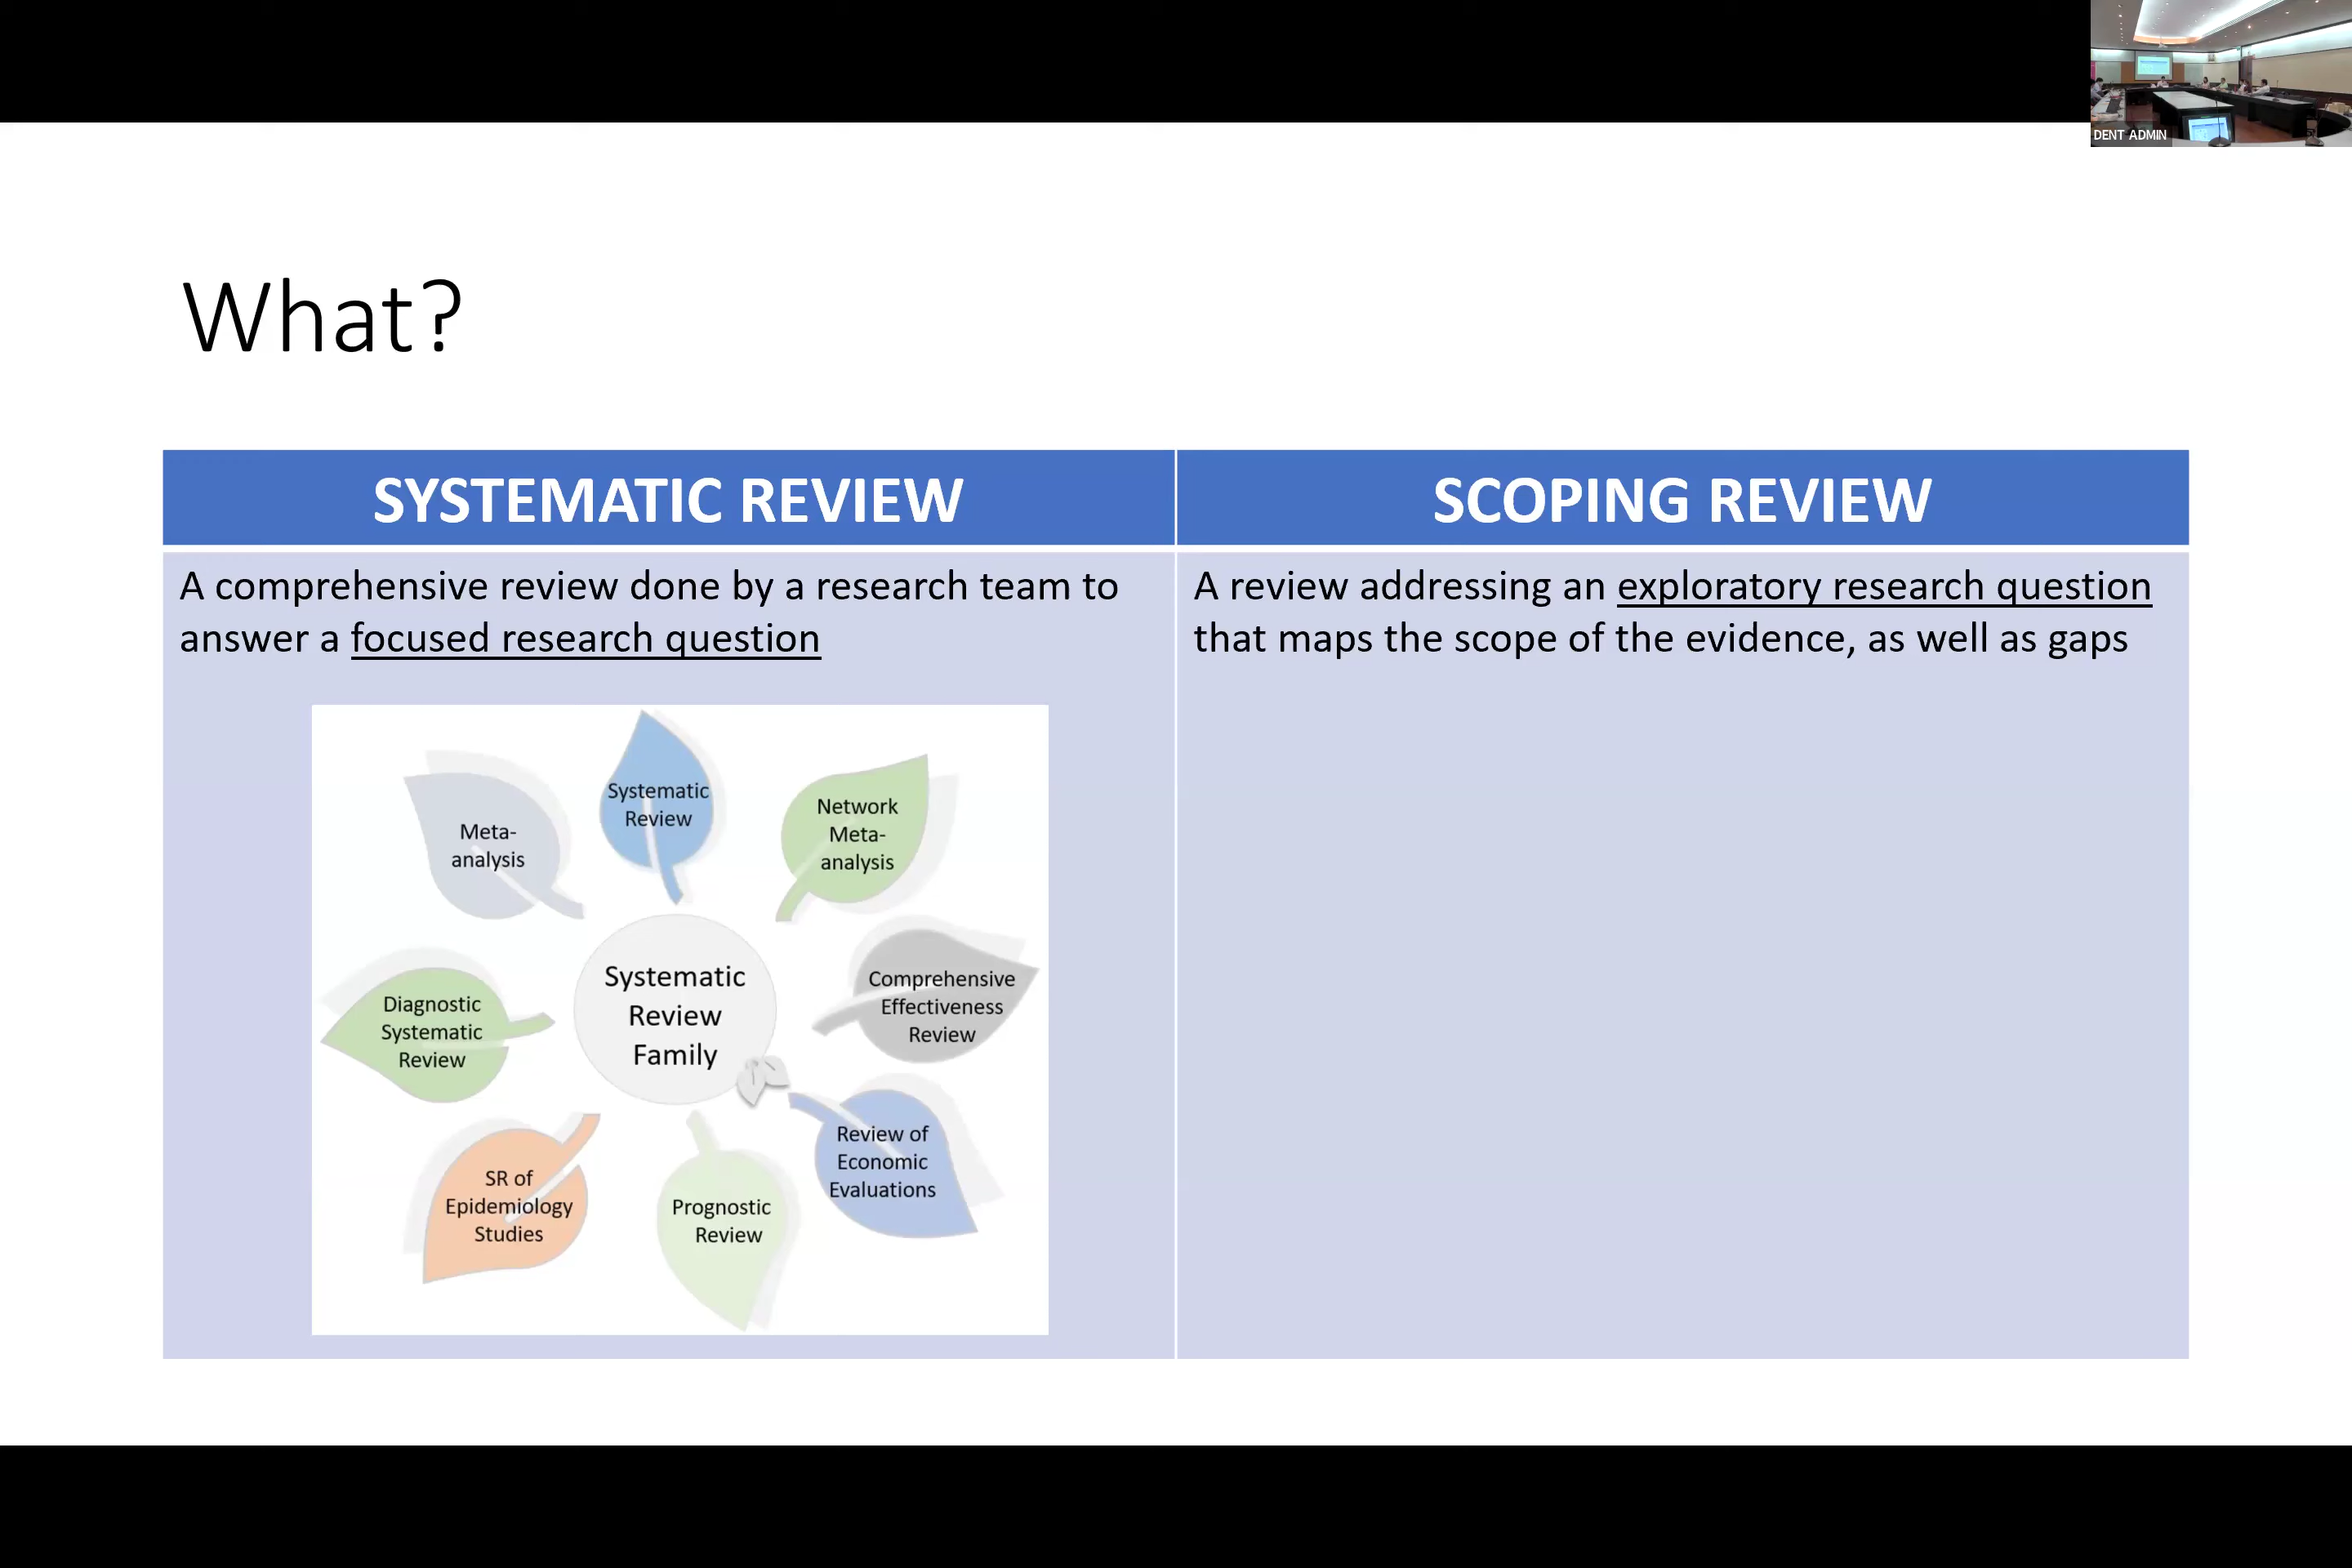 DENT ADMIN
What?
SYSTEMATIC REVIEW
SCOPING REVIEW
A comprehensive review done by a research team to
answer a focused research question
A review addressing an exploratory research question
that maps the scope of the evidence, as well as gaps
Systematic
Review
Network
Meta-
analysis
Comprehensive
Effectiveness
Review
Review of
Economic
Evaluations
Prognostic
Review
SR of
Epidemiology
Studies
Diagnostic
Systematic
Review
Meta-
analysis
Systematic
Review
Family